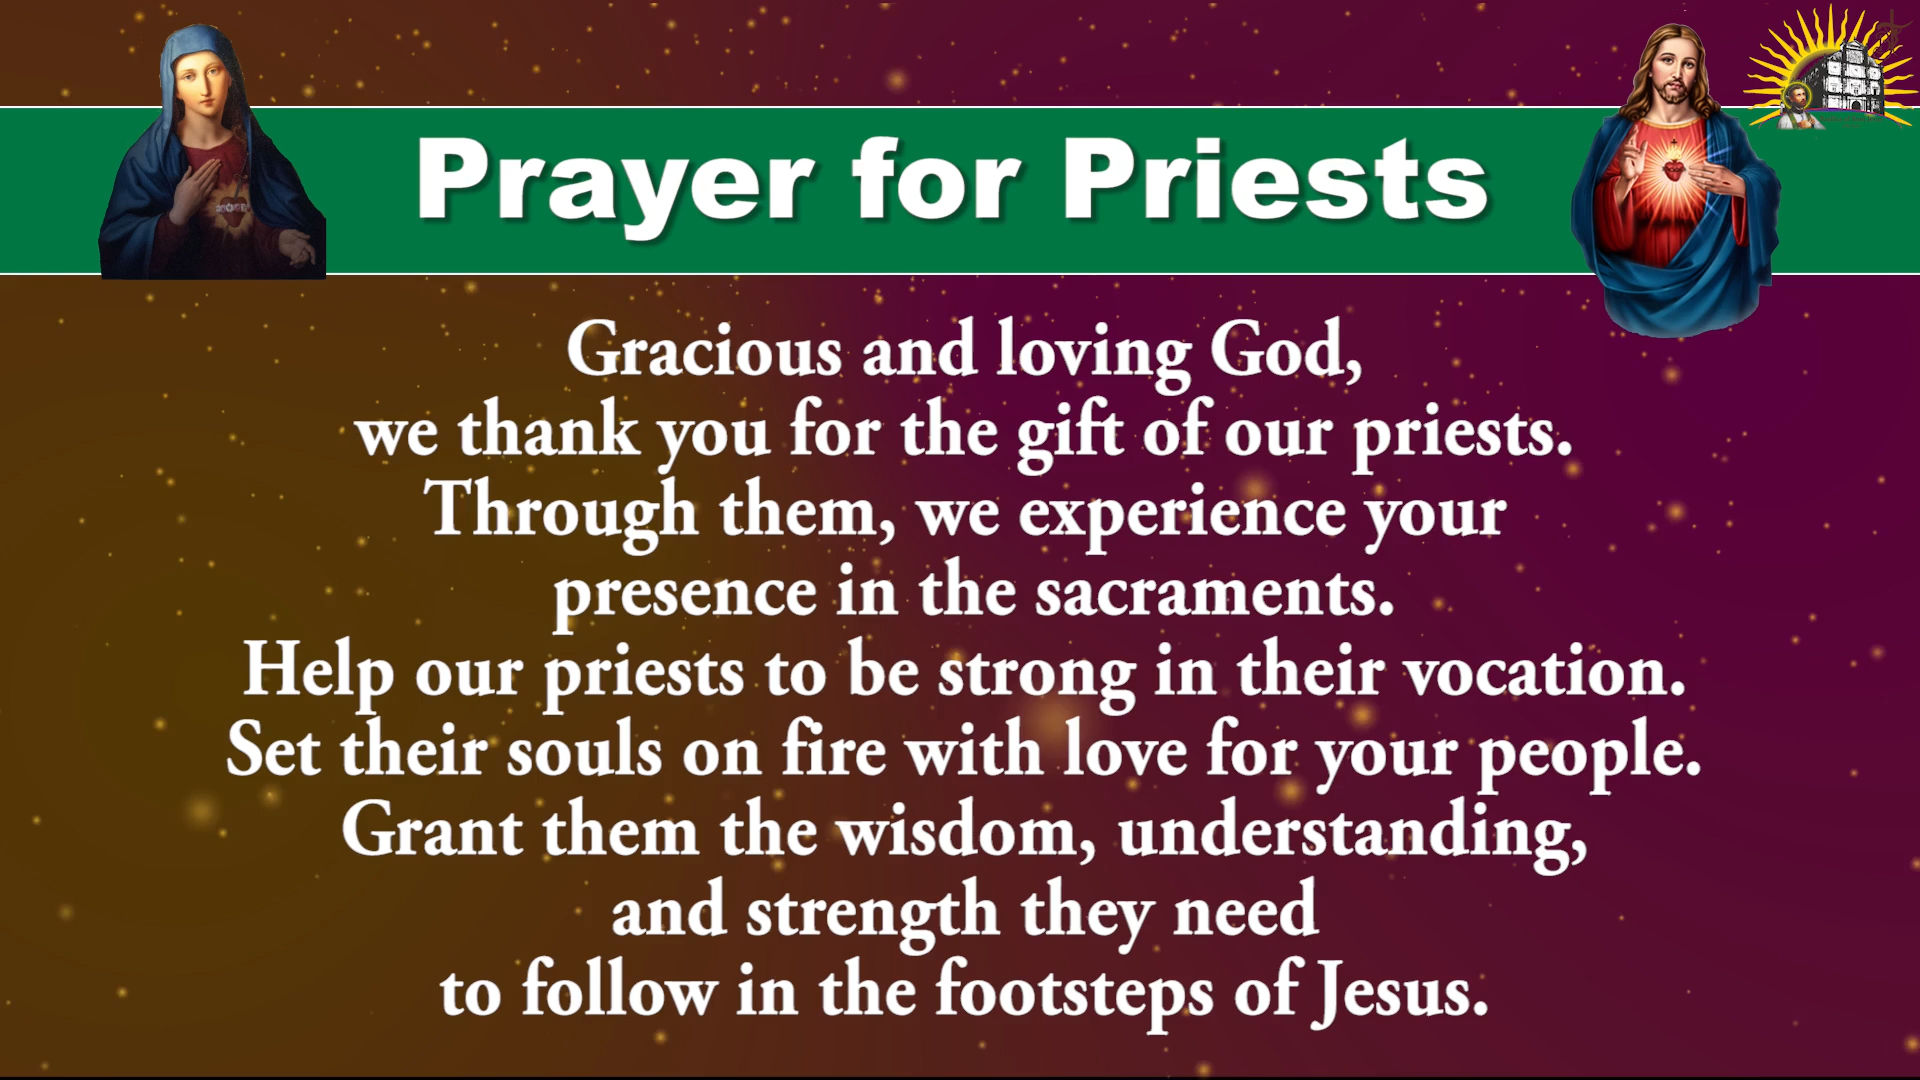 Prayer for Priests
Gracious and loving God,
we thank you for the gift of our priests.
Through them, we experience your
presence in the sacraments.
Help our priests to be strong in their vocation.
Set their souls on fire with love for your people.
Grant them the wisdom, understanding,
and strength they need
to follow in the footsteps of Jesus.